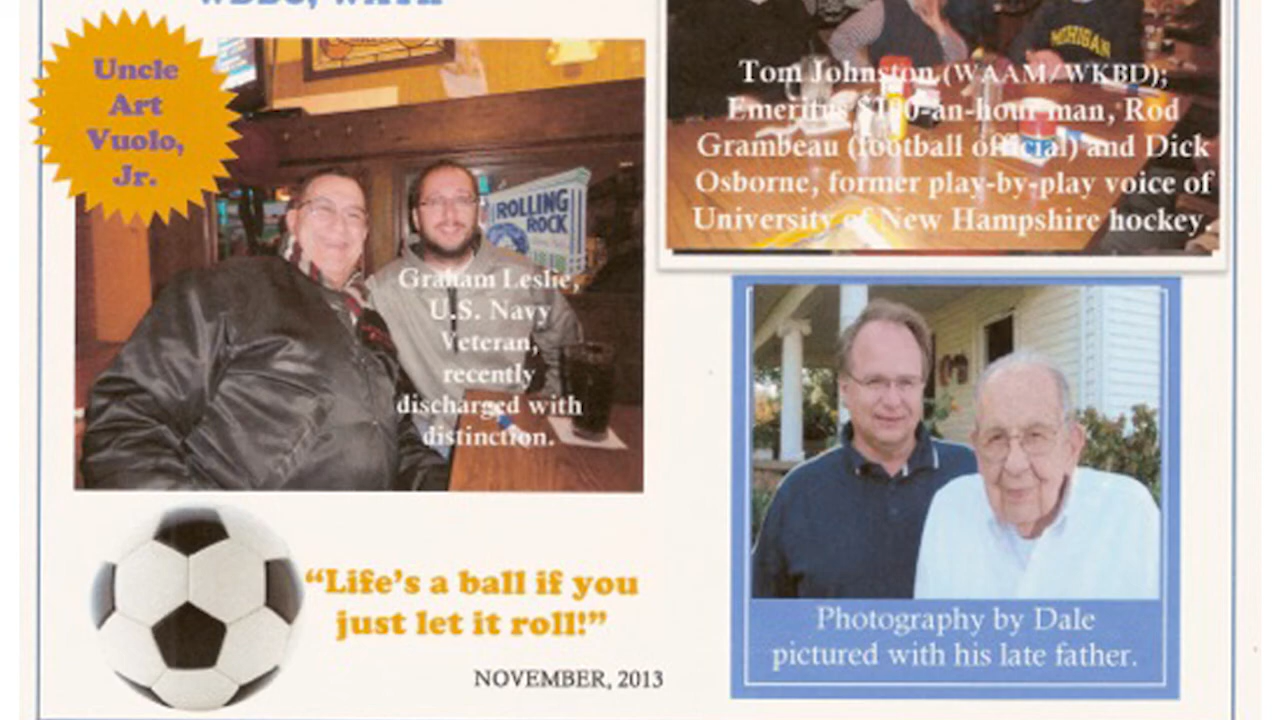 Uncle
Art
Vuolo,
Jr.
ROLLING
ROCK
Graham Leslie,
U.S. Navy
Veteran,
recently
discharged with
distinction.
MICHIGAN
Tom Johnston (WAAM/WKBD);
Emeritus $100-an-hour man, Rod
Grambeau (football official) and Dick
Osborne, former play-by-play voice of
University of New Hampshire hockey.
“Life’s a ball if you
just let it roll!”
NOVEMBER, 2013
Photography by Dale
pictured with his late father.